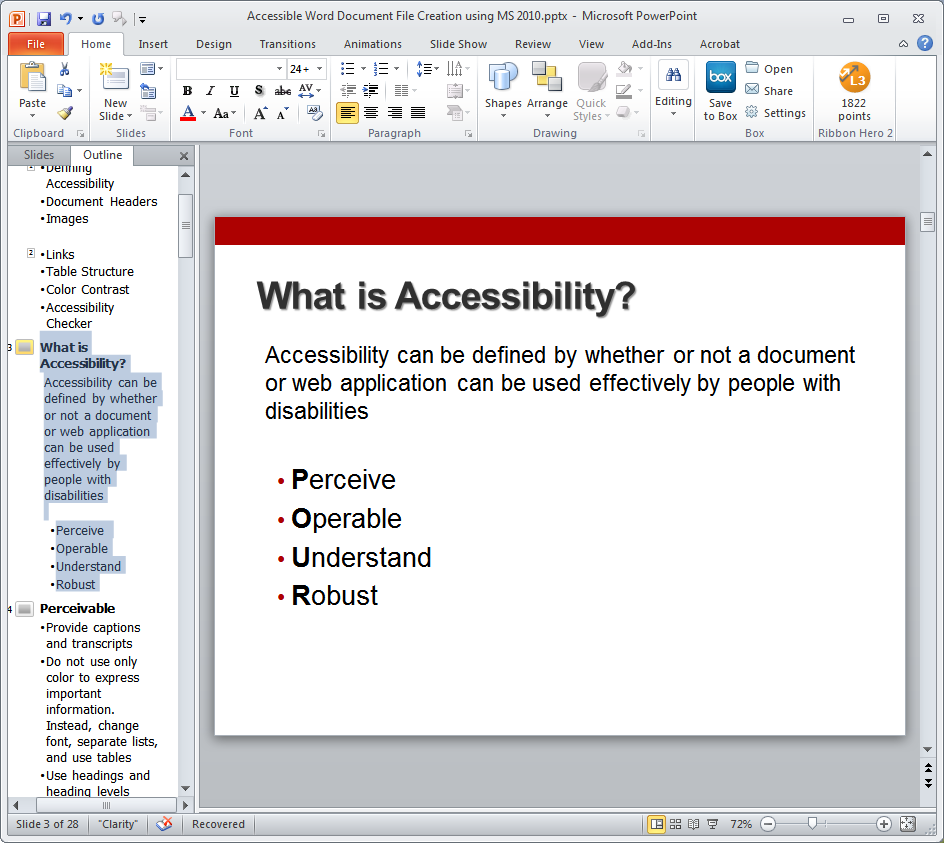 Accessible Word Document File Creation using MS 2010.pptx - Microsoft PowerPoint
File Home Insert Design Transitions Animations Slide Show Review View Add-Ins Acrobat
Paste
Clipboard
New
Slide
Slides
24+
B I U S abc AV
A Aa A A
Font
Paragraph
Shapes Arrange Quick
Styles
Drawing
Editing
box
Save
to Box
Open
Share
Settings
Box
L3
1822
points
Ribbon Hero 2
Slides Outline
•Defining
Accessibility
•Document Headers
•Images
2 •Links
•Table Structure
•Color Contrast
•Accessibility
Checker
3 What is
Accessibility?
Accessibility can be
defined by whether
or not a document
or web application
can be used
effectively by
people with
disabilities
•Perceive
•Operable
•Understand
•Robust
4 Perceivable
•Provide captions
and transcripts
•Do not use only
color to express
important
information.
Instead, change
font, separate lists,
and use tables
•Use headings and
heading levels
What is Accessibility?
Accessibility can be defined by whether or not a document
or web application can be used effectively by people with
disabilities
• Perceive
• Operable
• Understand
• Robust
Slide 3 of 28 "Clarity" Recovered 72%